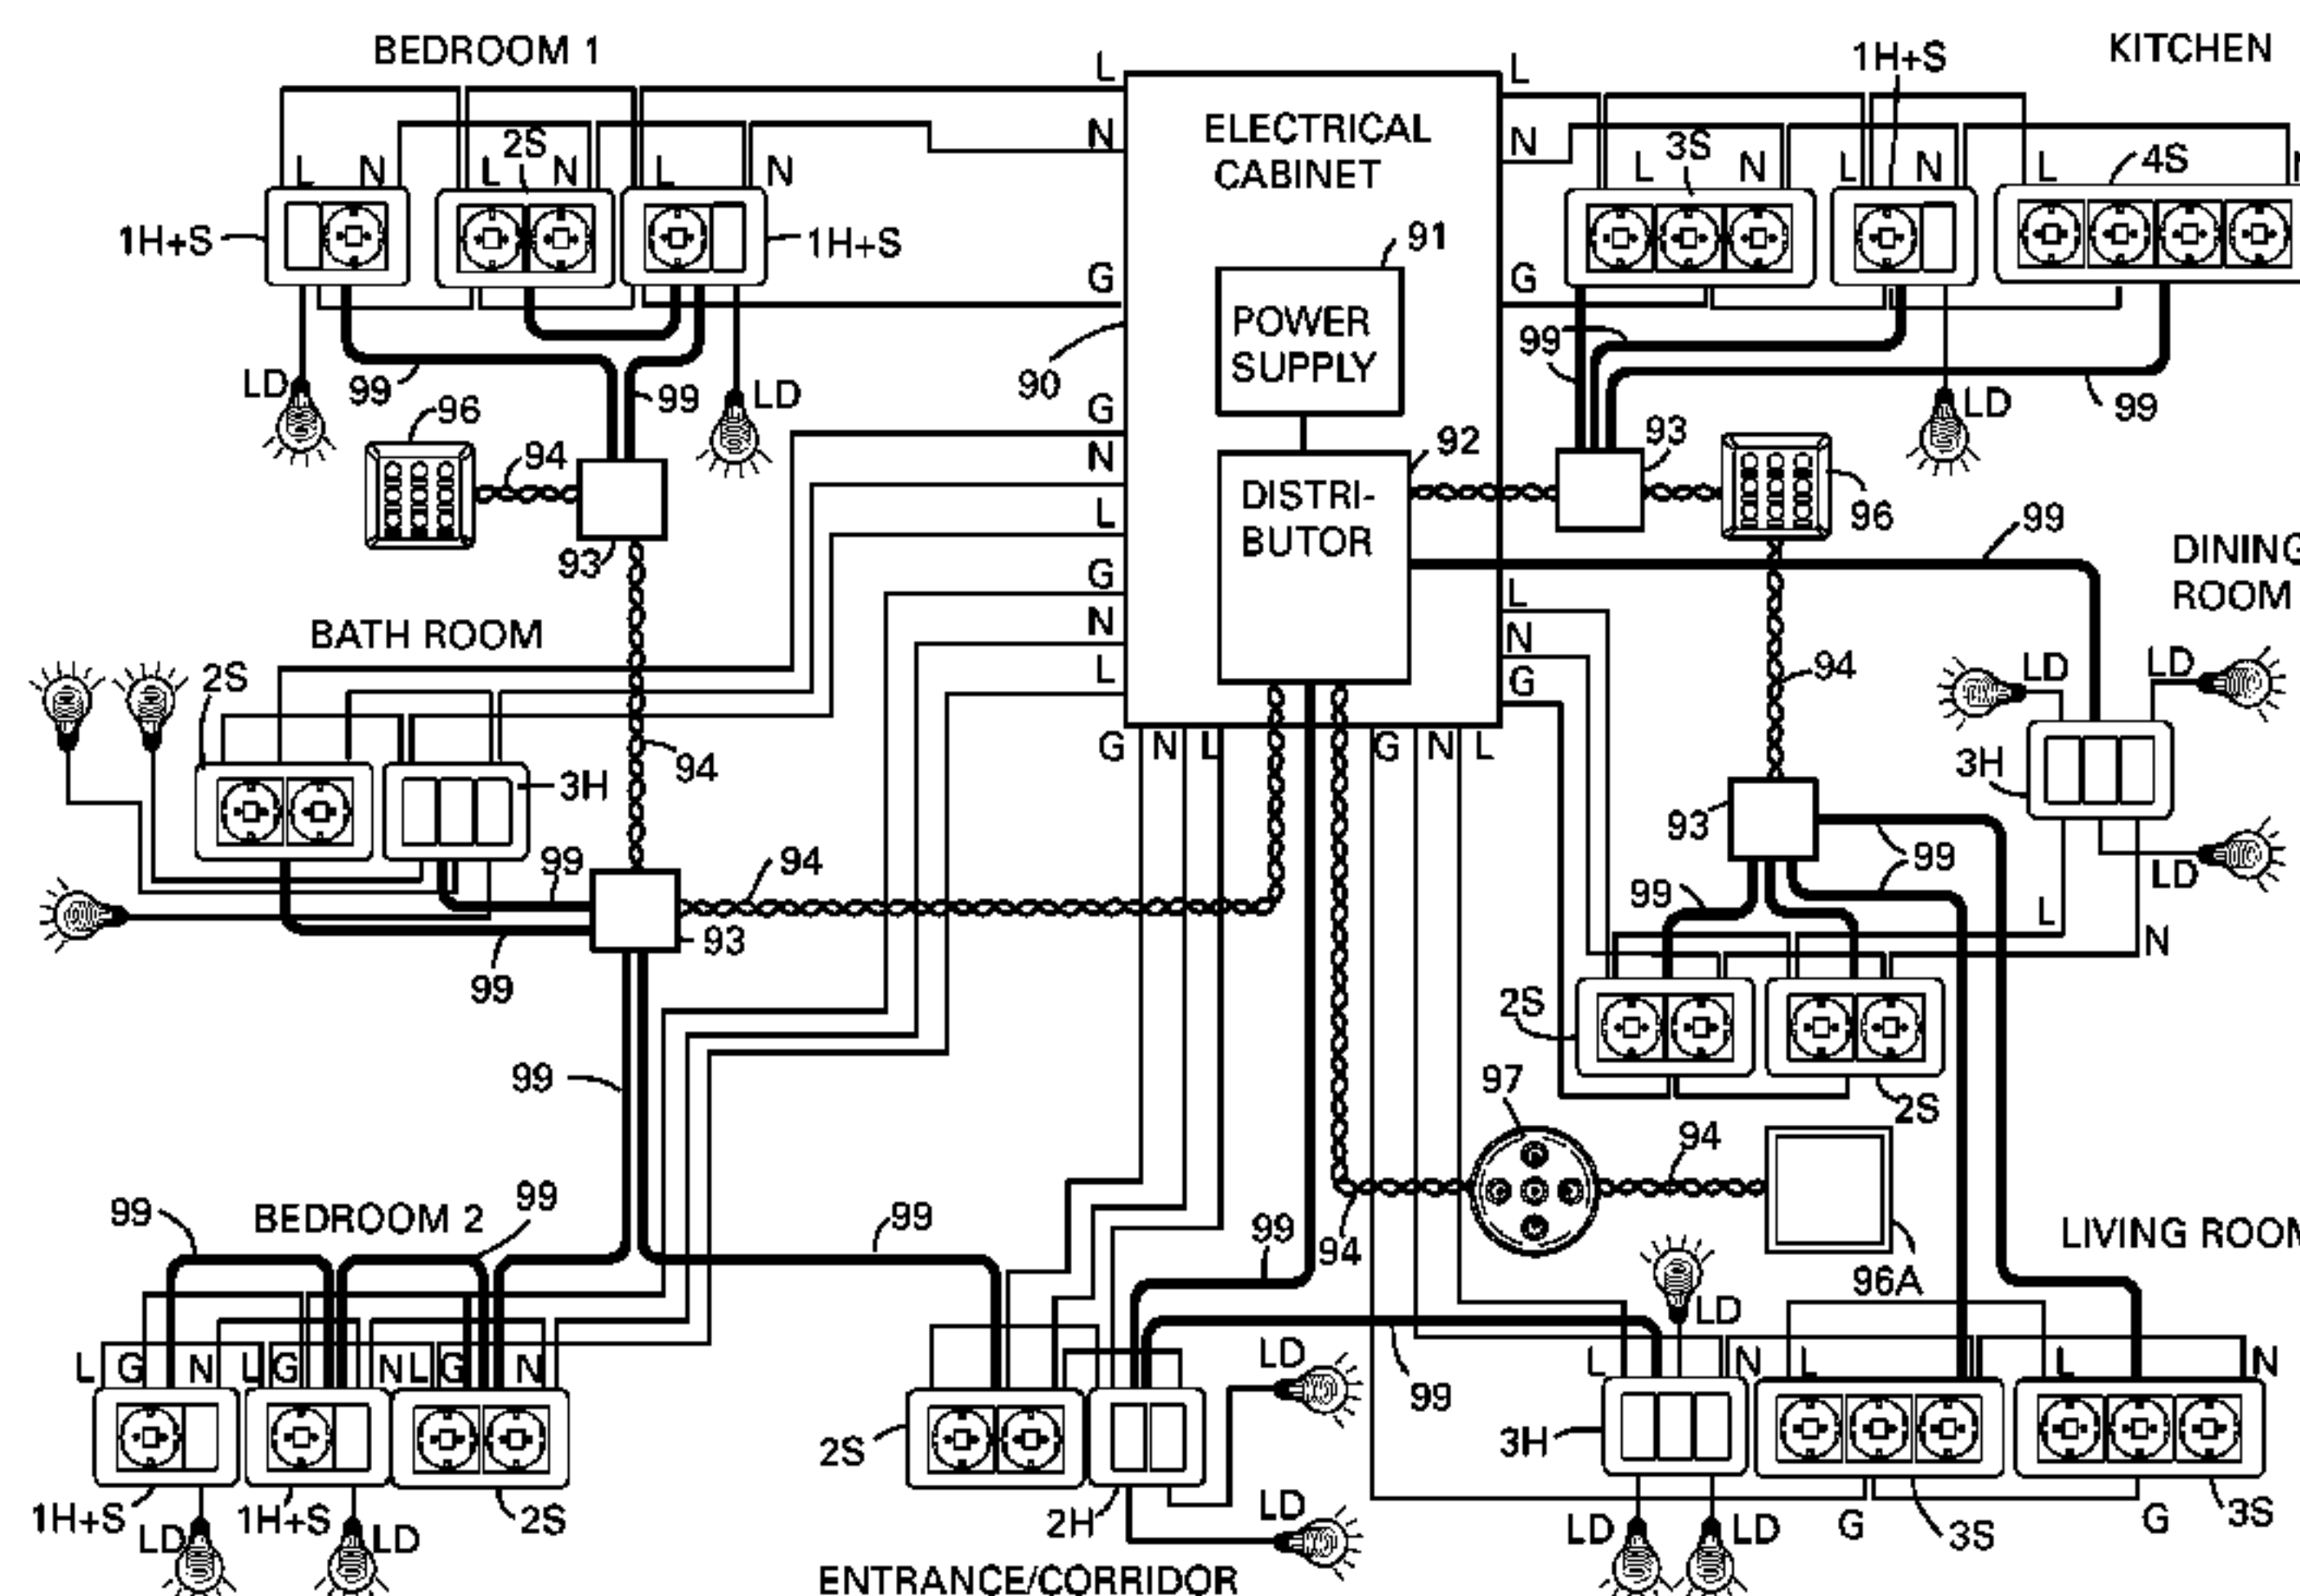 BEDROOM 1
KITCHEN
1H+S
L
L
ELECTRICAL
CABINET
N
N
2S
3S
4S
L N L N L N
L N L N L
1H+S
1H+S
91
G
G
POWER
SUPPLY
90
99
99
99
99
LD
LD
LD
96
94
G
N
L
92
93
96
DISTRI-
BUTOR
93
99
DINING
ROOM
BATH ROOM
2S
G
N
L
L
N
G
94
LD
LD
94
3H
G N L
G N L
3H
93
99
LD
99
94
99
93
99
L
N
2S
2S
99
97
94
99
BEDROOM 2
99
99
99
94
96A
LIVING ROOM
LD
L G N L G N L G N
LD
99
L N L L N
2S
3H
1H+S
1H+S
2S
LD
LD
2H
LD
LD
LD
G
3S
G
3S
ENTRANCE/CORRIDOR